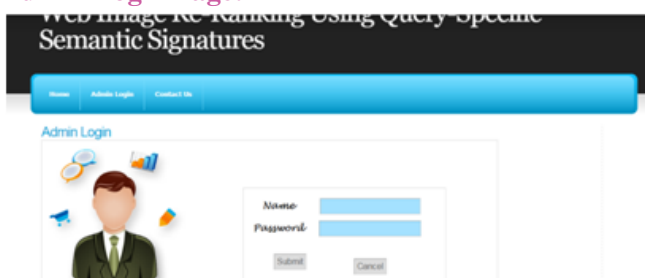 Web Image Re-Ranking Using Query-Specific
Semantic Signatures
Home Admin Login Contact Us
Admin Login
Name
Password
Submit Cancel